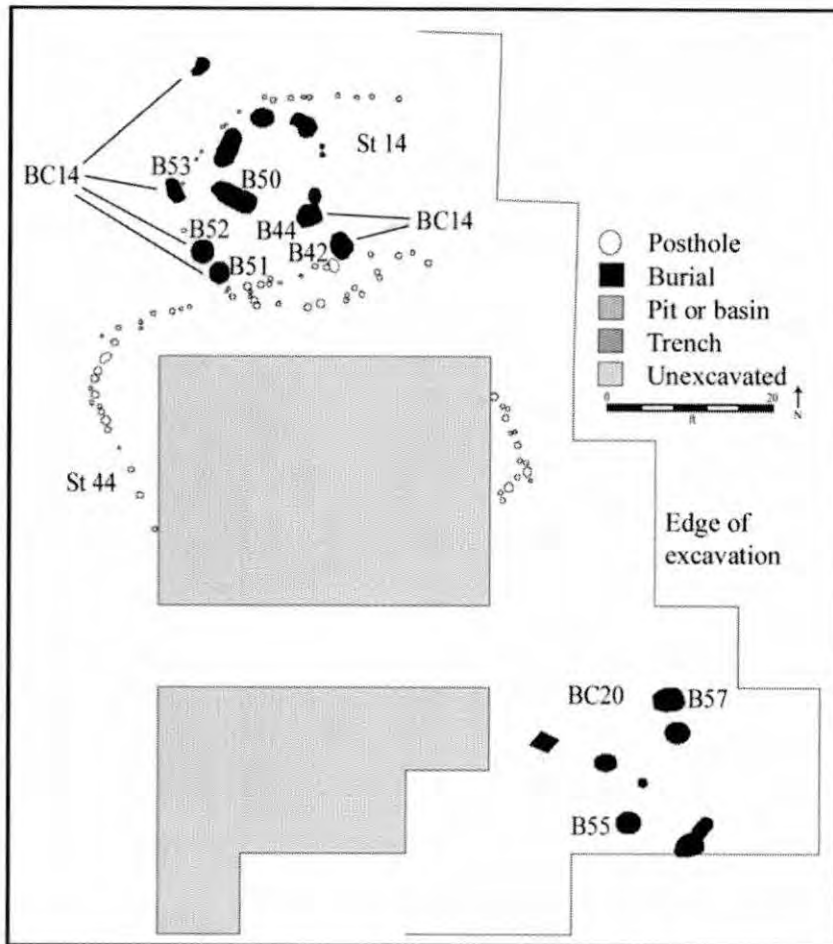 St 14
BC14
B53
B50
BC14
B44
B52
B42
B51
St 44
Posthole
Burial
Pit or basin
Trench
Unexcavated
0
20
ft
N
Edge of
excavation
BC20
B57
B55